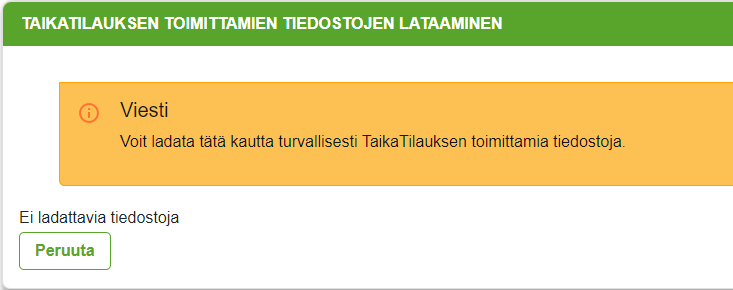 TAIKATILAUKSEN TOIMITTAMIEN TIEDOSTOJEN LATAAMINEN
Viesti
Voit ladata tätä kautta turvallisesti TaikaTilauksen toimittamia tiedostoja.
Ei ladattavia tiedostoja
Peruuta